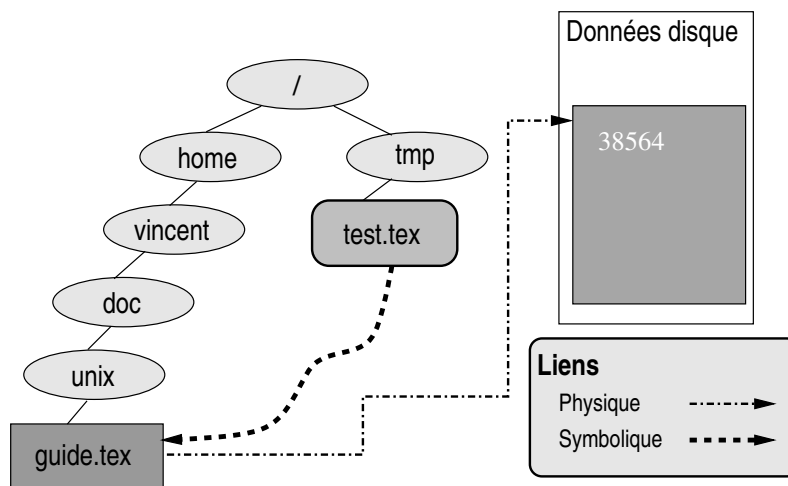 Données disque
/
38564
home
tmp
vincent
test.tex
doc
unix
guide.tex
Liens
Physique
Symbolique